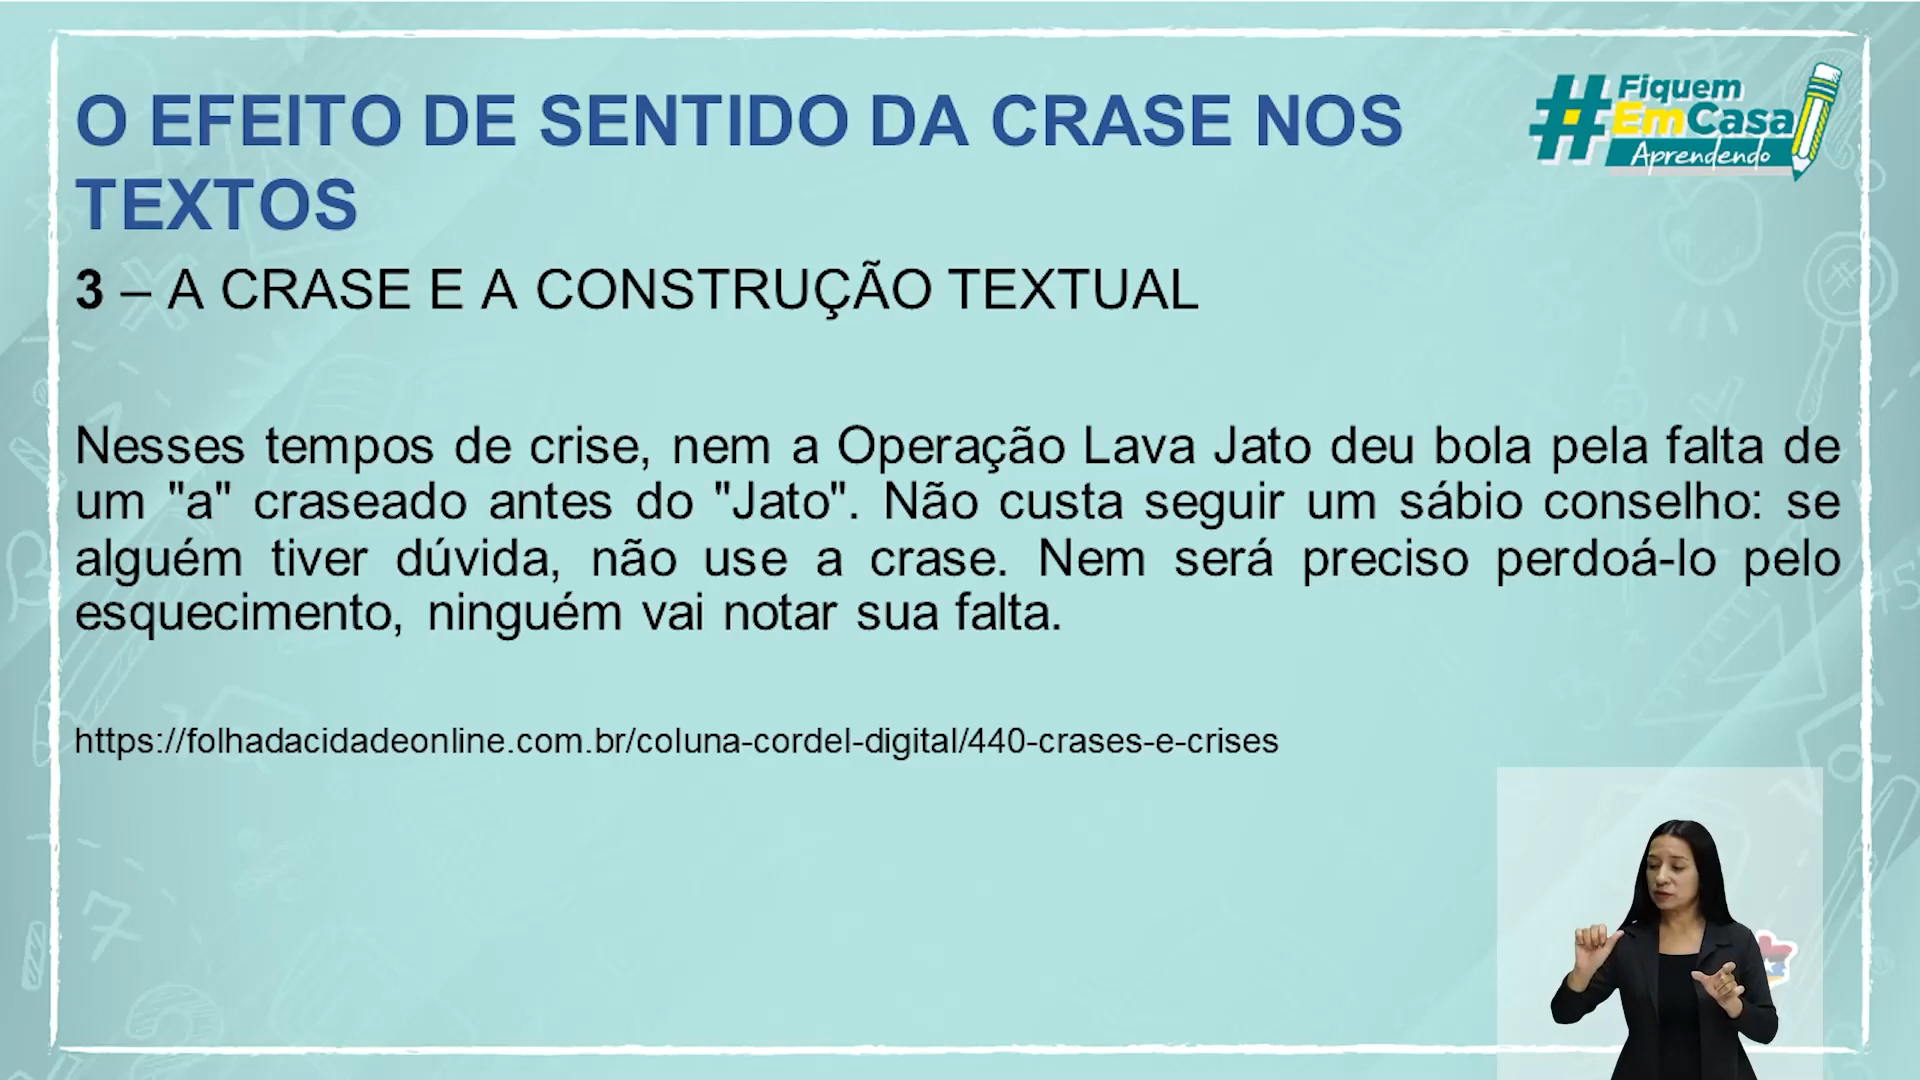 O EFEITO DE SENTIDO DA CRASE NOS
TEXTOS
#Fiquem
EmCasa
Aprendendo
3 – A CRASE E A CONSTRUÇÃO TEXTUAL
Nesses tempos de crise, nem a Operação Lava Jato deu bola pela falta de
um "a" craseado antes do "Jato". Não custa seguir um sábio conselho: se
alguém tiver dúvida, não use a crase. Nem será preciso perdoá-lo pelo
esquecimento, ninguém vai notar sua falta.
https://folhadacidadeonline.com.br/coluna-cordel-digital/440-crases-e-crises